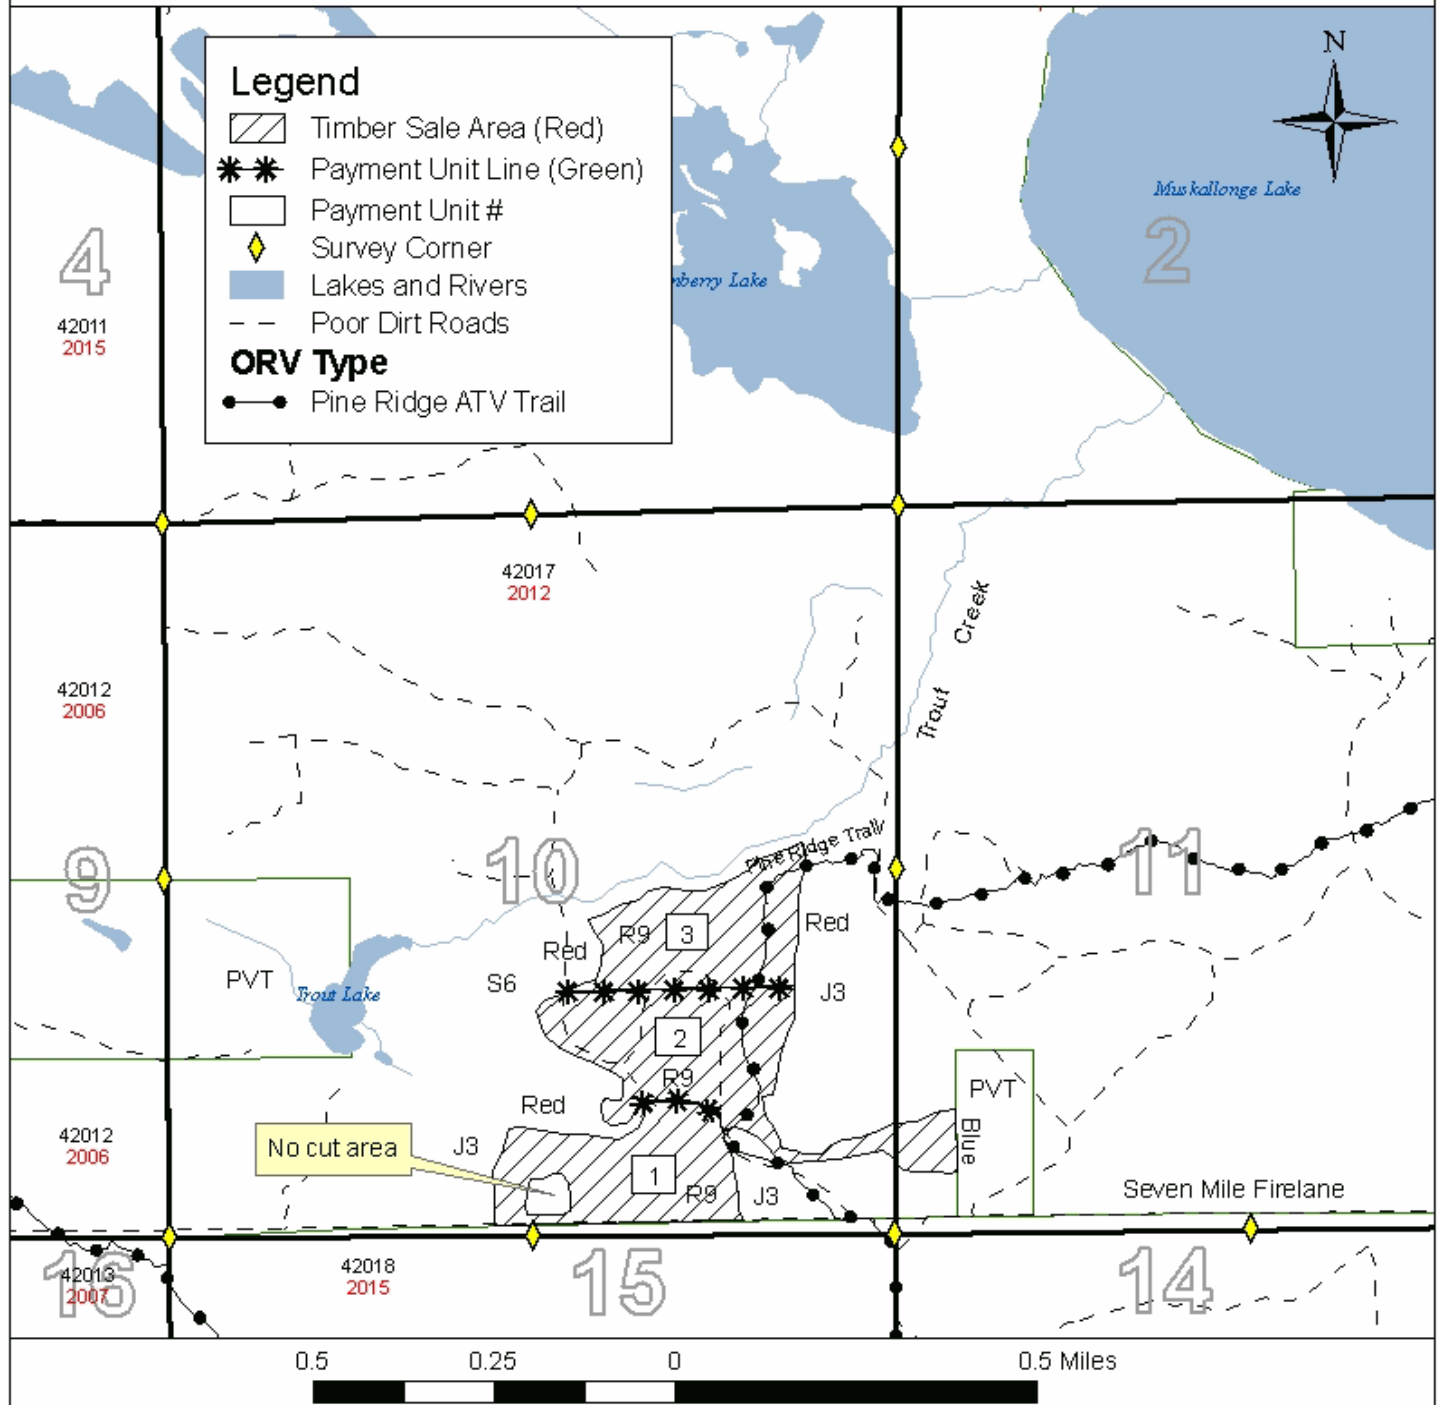 N
Legend
Timber Sale Area (Red)
Payment Unit Line (Green)
Payment Unit #
Survey Corner
Lakes and Rivers
Poor Dirt Roads
ORV Type
Pine Ridge ATV Trail
Muskallonge Lake
nberry Lake
4
2
42011
2015
42017
2012
Trout Creek
42012
2006
9
10
11
Pine Ridge Trail
R9
3
Red
Red
S6
J3
PVT
Trout Lake
2
R9
PVT
Red
Blue
42012
2006
J3
No cut area
1
R9
J3
Seven Mile Firelane
16
42013
2007
42018
2015
15
14
0.5 0.25 0 0.5 Miles